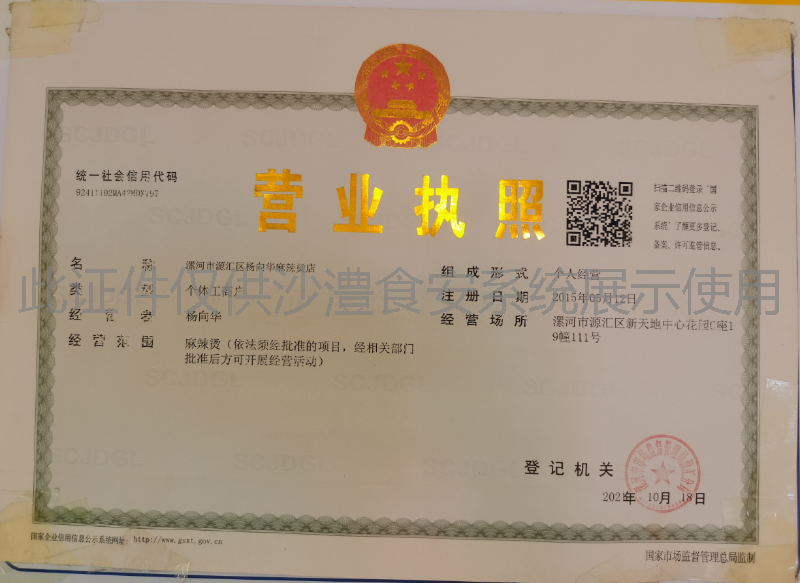 统一社会信用代码
营业执照
扫描二维码登录‘国
家企业信用信息公示
系统’了解更多登记、
备案、许可监管信息。
名 称 漯河市源汇区杨向华麻辣烫店
类 型 个体工商户
经 营 者 杨向华
经 营 范 围 麻辣烫(依法须经批准的项目，经相关部门
批准后方可开展经营活动)
组 成 形 式 个人经营
注 册 日 期 2015年05月12日
经 营 场 所 漯河市源汇区新天地中心花园C座1
9幢111号
此证件仅供沙澧食安系统展示使用
登 记 机 关
10月 18日
国家企业信用信息公示系统网址: http://www.gsxt.gov.cn
国家市场监督管理总局监制